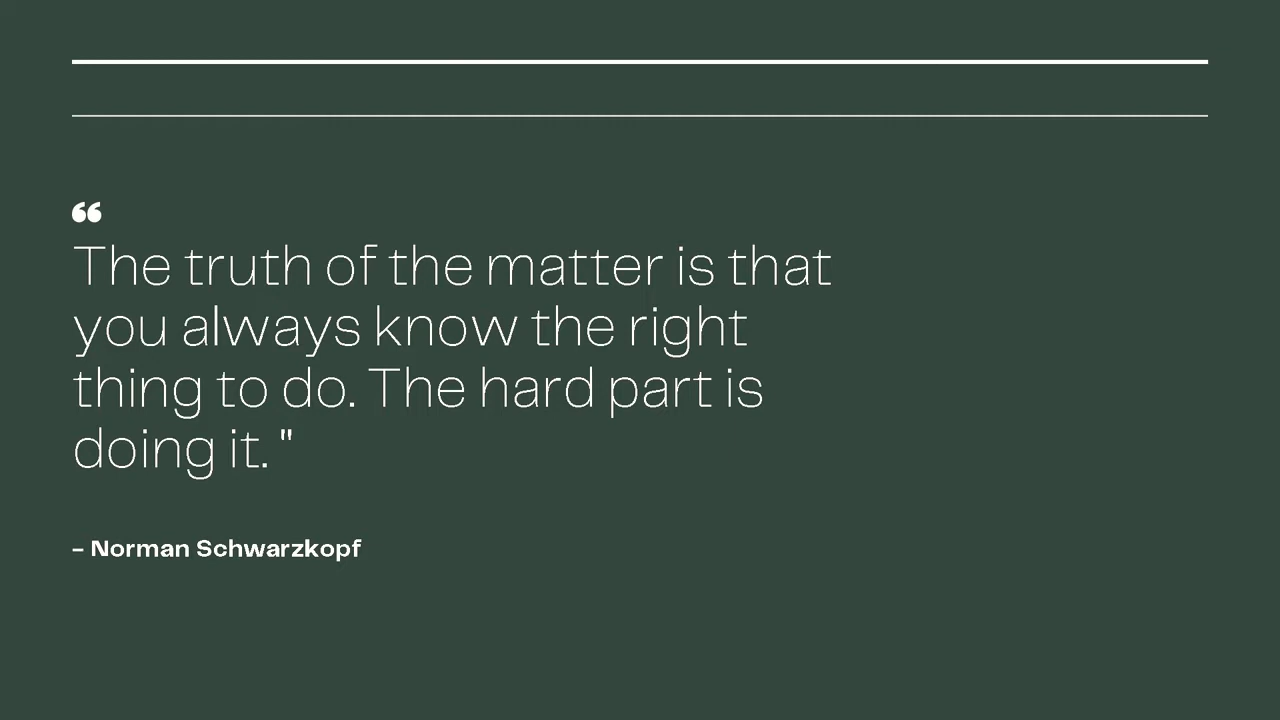 “
The truth of the matter is that
you always know the right
thing to do. The hard part is
doing it. "
– Norman Schwarzkopf